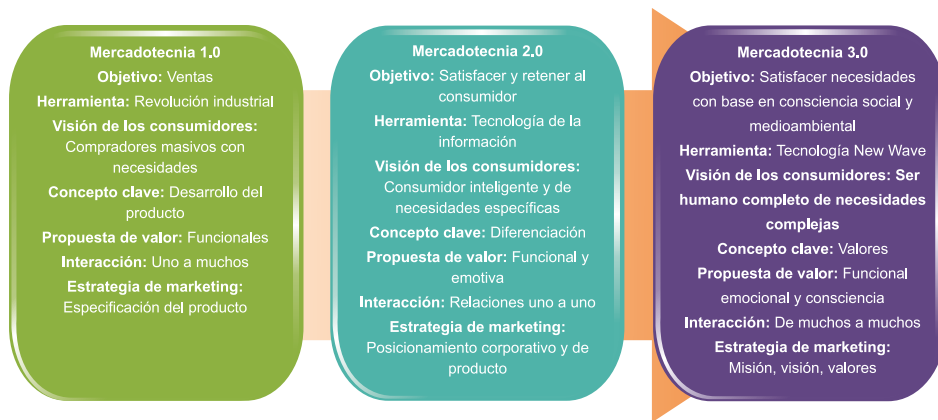 Mercadotecnia 1.0
Objetivo: Ventas
Herramienta: Revolución industrial
Visión de los consumidores:
Compradores masivos con
necesidades
Concepto clave: Desarrollo del
producto
Propuesta de valor: Funcionales
Interacción: Uno a muchos
Estrategia de marketing:
Especificación del producto
Mercadotecnia 2.0
Objetivo: Satisfacer y retener al
consumidor
Herramienta: Tecnología de la
información
Visión de los consumidores:
Consumidor inteligente y de
necesidades específicas
Concepto clave: Diferenciación
Propuesta de valor: Funcional y
emotiva
Interacción: Relaciones uno a uno
Estrategia de marketing:
Posicionamiento corporativo y de
producto
Mercadotecnia 3.0
Objetivo: Satisfacer necesidades
con base en consciencia social y
medioambiental
Herramienta: Tecnología New Wave
Visión de los consumidores: Ser
humano completo de necesidades
complejas
Concepto clave: Valores
Propuesta de valor: Funcional
emocional y consciencia
Interacción: De muchos a muchos
Estrategia de marketing:
Misión, visión, valores